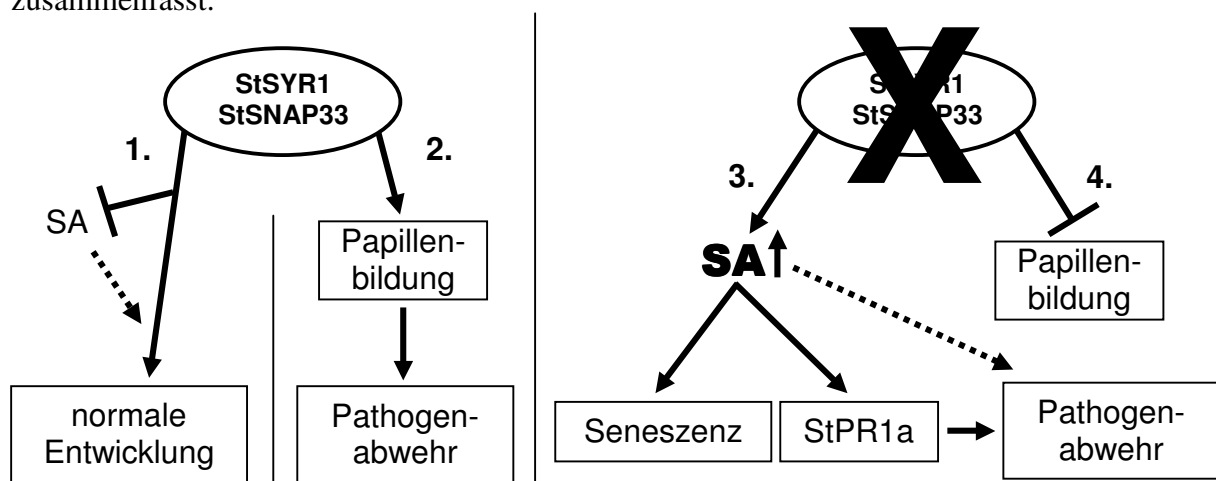 zusammenfasst.
StSYR1
StSNAP33
1.
2.
SA
Papillen-
bildung
normale
Entwicklung
Pathogen-
abwehr
X
3.
4.
SA
Papillen-
bildung
Seneszenz
StPR1a
Pathogen-
abwehr